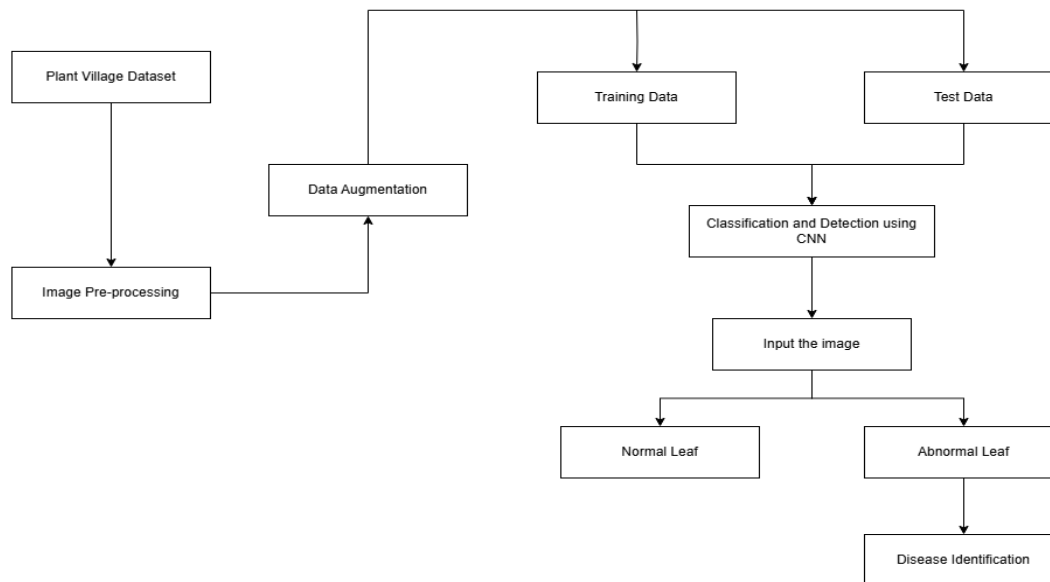 Plant Village Dataset
Training Data
Test Data
Data Augmentation
Classification and Detection using
CNN
Image Pre-processing
Input the image
Normal Leaf
Abnormal Leaf
Disease Identification